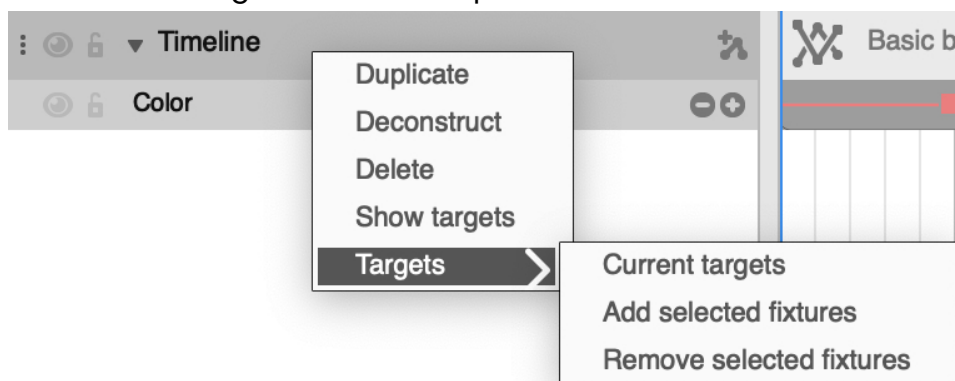 Timeline
Basic b
Color
Duplicate
Deconstruct
Delete
Show targets
Targets
Current targets
Add selected fixtures
Remove selected fixtures